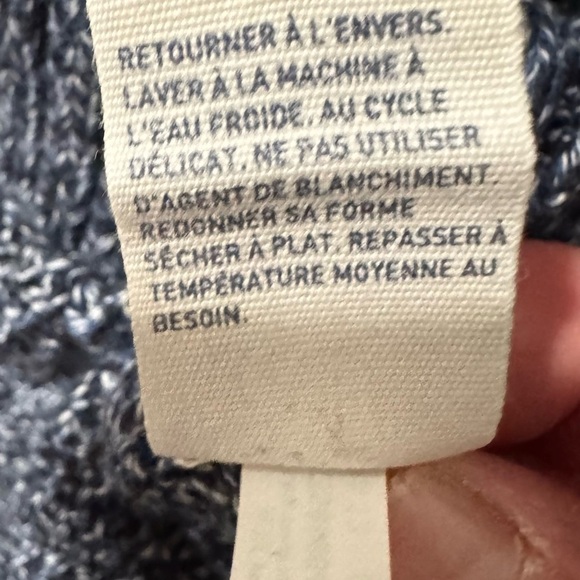 RETOURNER À L'ENVERS.
LAVER À LA MACHINE À
L'EAU FROIDE. AU CYCLE
DÉLICAT. NE PAS UTILISER
D'AGENT DE BLANCHIMENT.
REDONNER SA FORME
SÉCHER À PLAT. REPASSER À
TEMPÉRATURE MOYENNE AU
BESOIN.